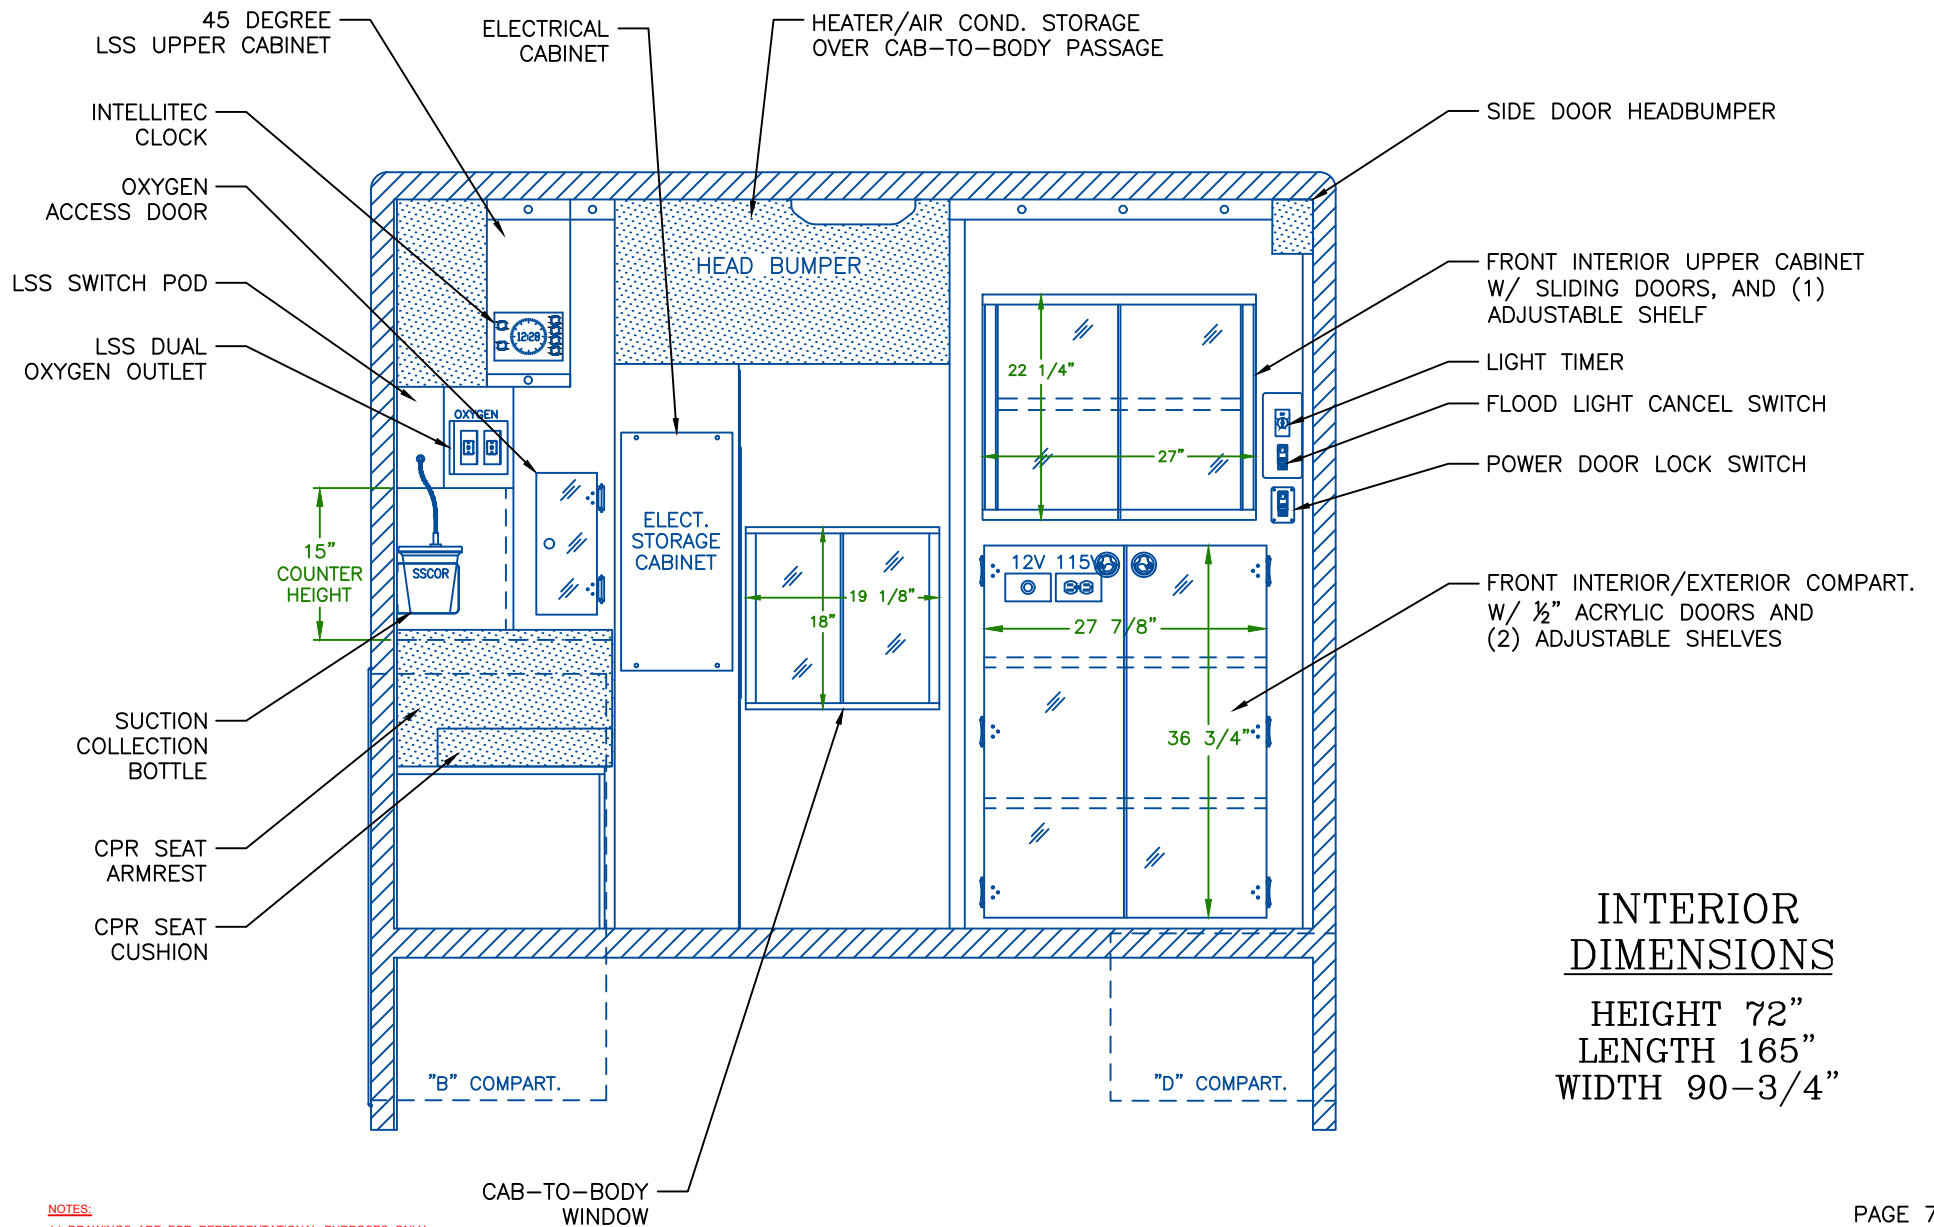 45 DEGREE
LSS UPPER CABINET
ELECTRICAL
CABINET
HEATER/AIR COND. STORAGE
OVER CAB-TO-BODY PASSAGE
INTELLITEC
CLOCK
OXYGEN
ACCESS DOOR
LSS SWITCH POD
LSS DUAL
OXYGEN OUTLET
SIDE DOOR HEADBUMPER
FRONT INTERIOR UPPER CABINET
W/ SLIDING DOORS, AND (1)
ADJUSTABLE SHELF
LIGHT TIMER
FLOOD LIGHT CANCEL SWITCH
POWER DOOR LOCK SWITCH
FRONT INTERIOR/EXTERIOR COMPART.
W/ ½" ACRYLIC DOORS AND
(2) ADJUSTABLE SHELVES
HEAD BUMPER
12:28
OXYGEN
22 1/4"
27"
15"
COUNTER
HEIGHT
SSCOR
ELECT.
STORAGE
CABINET
19 1/8"
18"
12V 115V
27 7/8"
36 3/4"
SUCTION
COLLECTION
BOTTLE
CPR SEAT
ARMREST
CPR SEAT
CUSHION
"B" COMPART.
"D" COMPART.
CAB-TO-BODY
WINDOW
INTERIOR
DIMENSIONS
HEIGHT 72"
LENGTH 165"
WIDTH 90-3/4"
NOTES:
PAGE 7